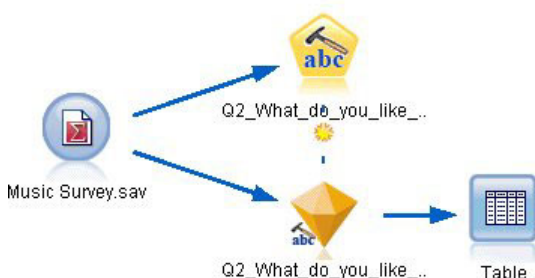 abc
Q2_What_do_you_like_..
Music Survey.sav
abc
Q2_What_do_you_like_..
Table